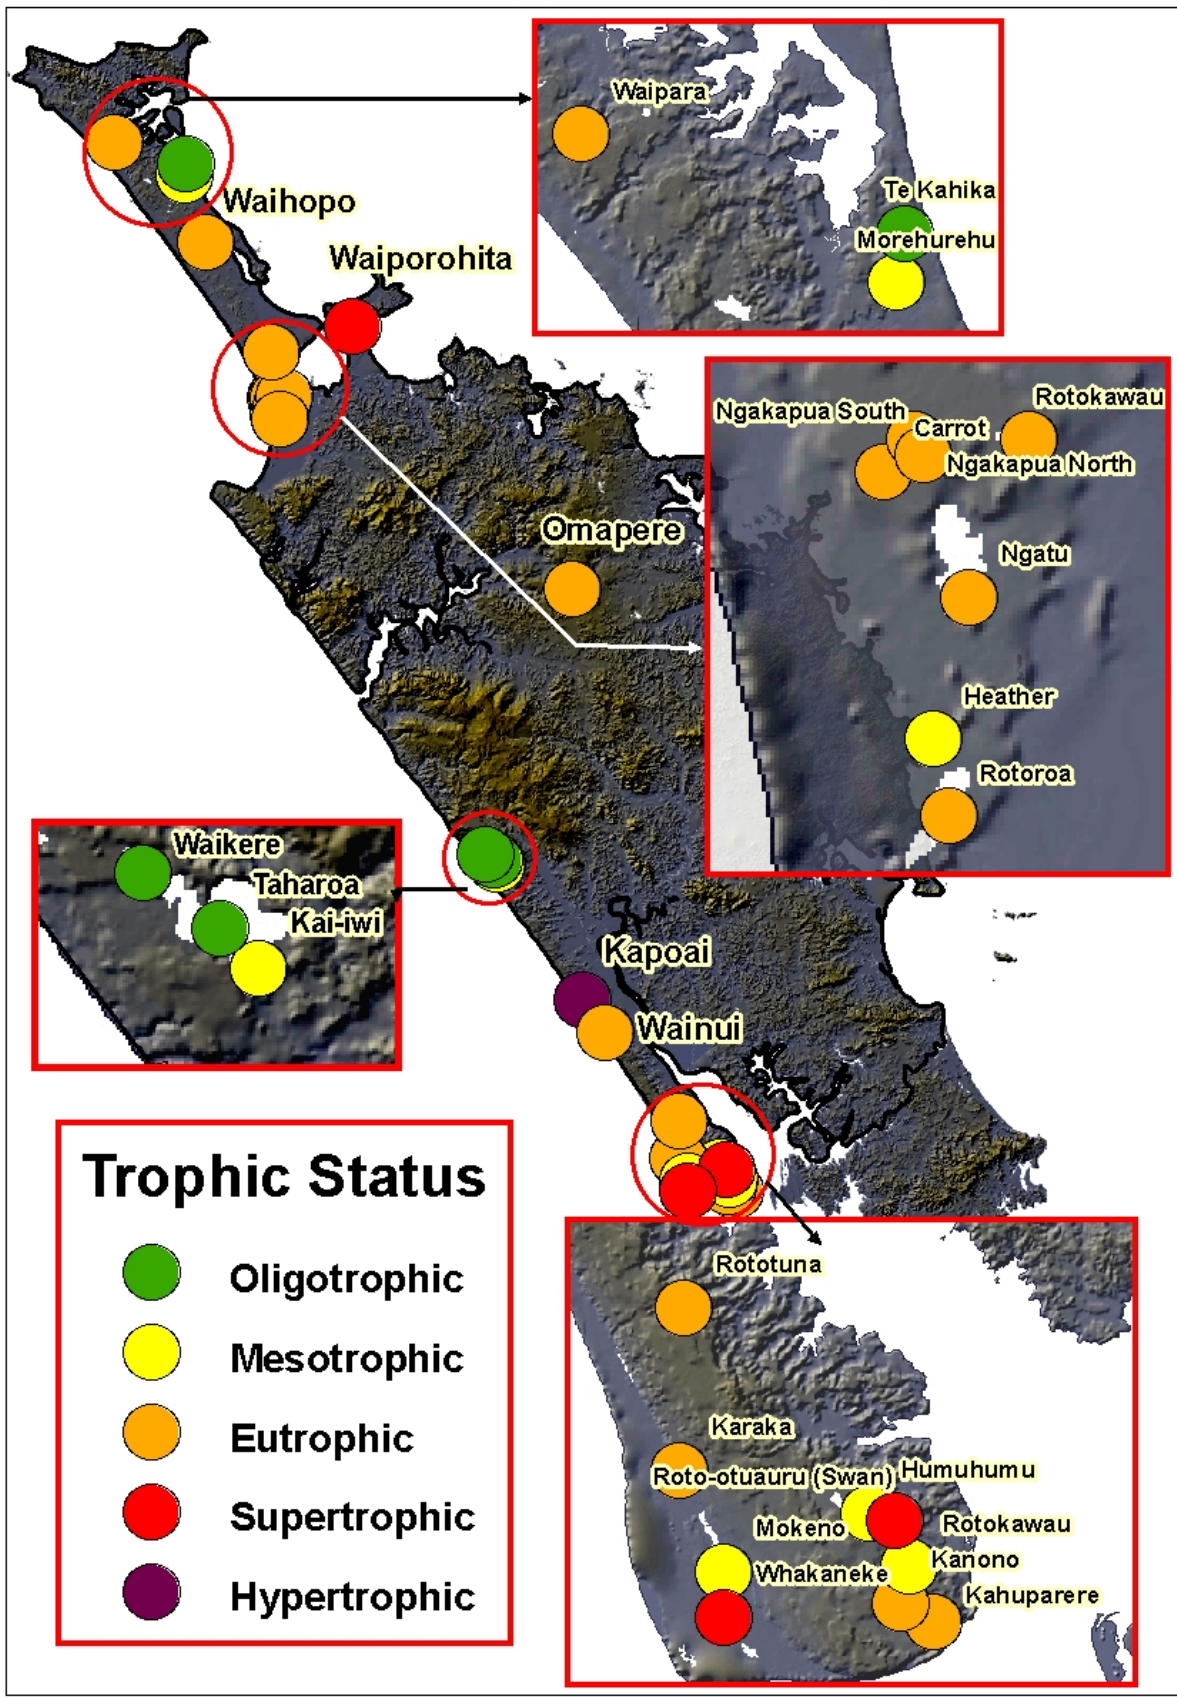 Waipara
Te Kahika
Morehurehu
Waihopo
Waiporohita
Ngakapua South
Carrot
Rotokawau
Ngakapua North
Ngatu
Omapere
Heather
Rotoroa
Waikere
Taharoa
Kai-iwi
Kapoai
Wainui
Trophic Status
Oligotrophic
Mesotrophic
Eutrophic
Supertrophic
Hypertrophic
Rototuna
Karaka
Roto-otuauru (Swan)
Humuhumu
Mokeno
Rotokawau
Whakaneke
Kanono
Kahuparere